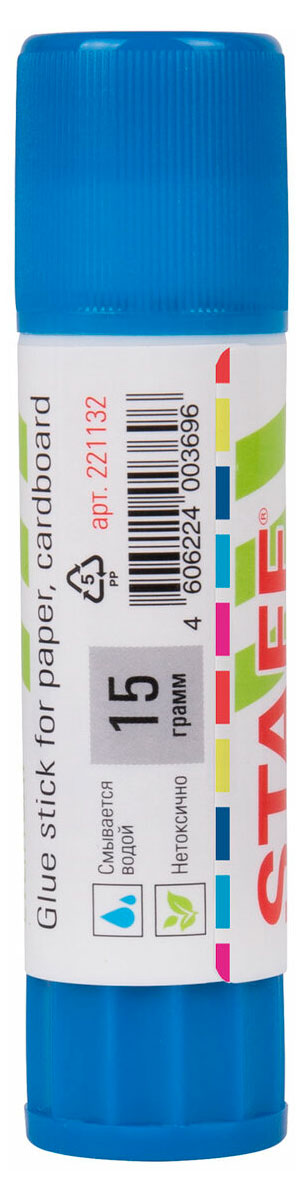 Glue stick for paper, cardboard
арт. 221132
5
PP
4 606224 003696
15
грамм
Смывается
водой
Нетоксично
STAFF®